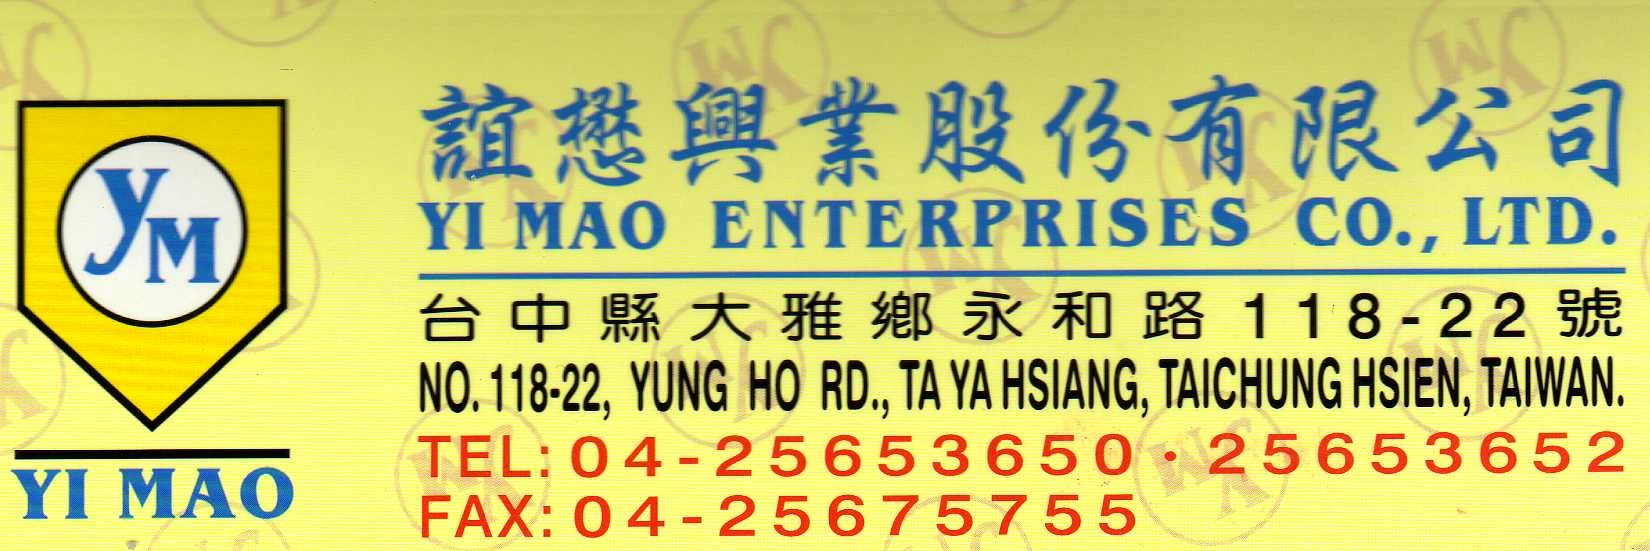 YM
YI MAO
誼懋興業股份有限公司
YI MAO ENTERPRISES CO., LTD.
台中縣大雅鄉永和路118-22號
NO. 118-22, YUNG HO RD., TA YA HSIANG, TAICHUNG HSIEN, TAIWAN.
TEL: 04-25653650·25653652
FAX: 04-25675755